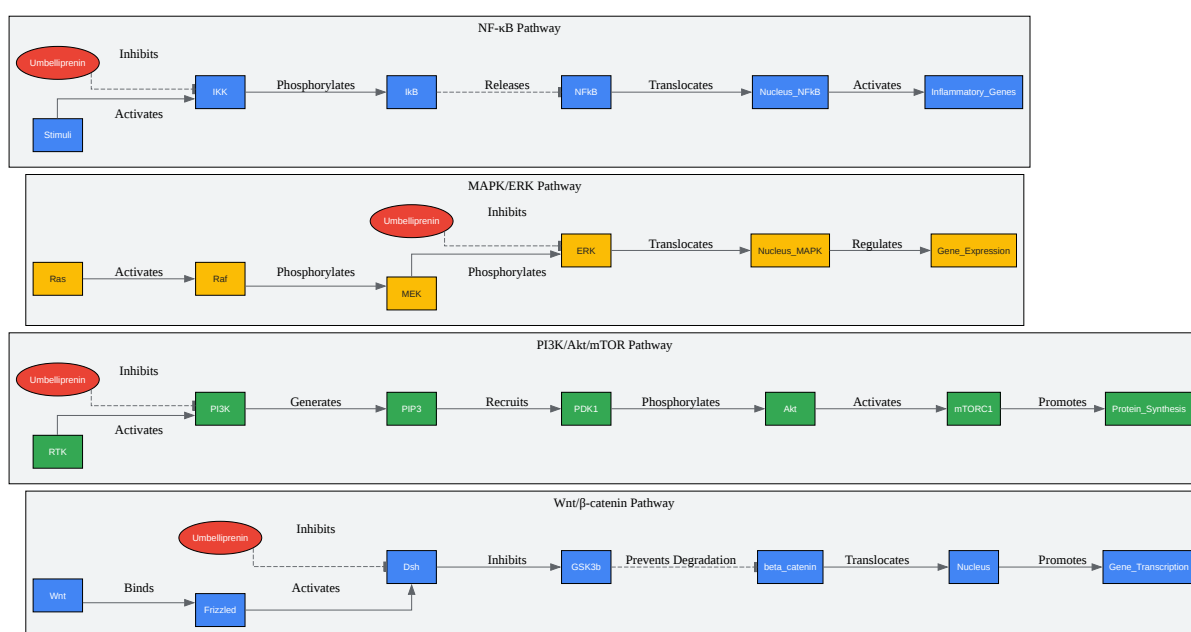 NF-κB Pathway
Umbelliprenin
Inhibits
IKK
Phosphorylates
IkB
Releases
NFkB
Translocates
Nucleus_NFkB
Activates
Inflammatory_Genes
Activates
Stimuli
MAPK/ERK Pathway
Umbelliprenin
Inhibits
ERK
Translocates
Nucleus_MAPK
Regulates
Gene_Expression
Ras
Activates
Raf
Phosphorylates
MEK
Phosphorylates
PI3K/Akt/mTOR Pathway
Umbelliprenin
Inhibits
PI3K
Generates
PIP3
Recruits
PDK1
Phosphorylates
Akt
Activates
mTORC1
Promotes
Protein_Synthesis
Activates
RTK
Wnt/β-catenin Pathway
Umbelliprenin
Inhibits
Dsh
Inhibits
GSK3b
Prevents Degradation
beta_catenin
Translocates
Nucleus
Promotes
Gene_Transcription
Wnt
Binds
Frizzled
Activates